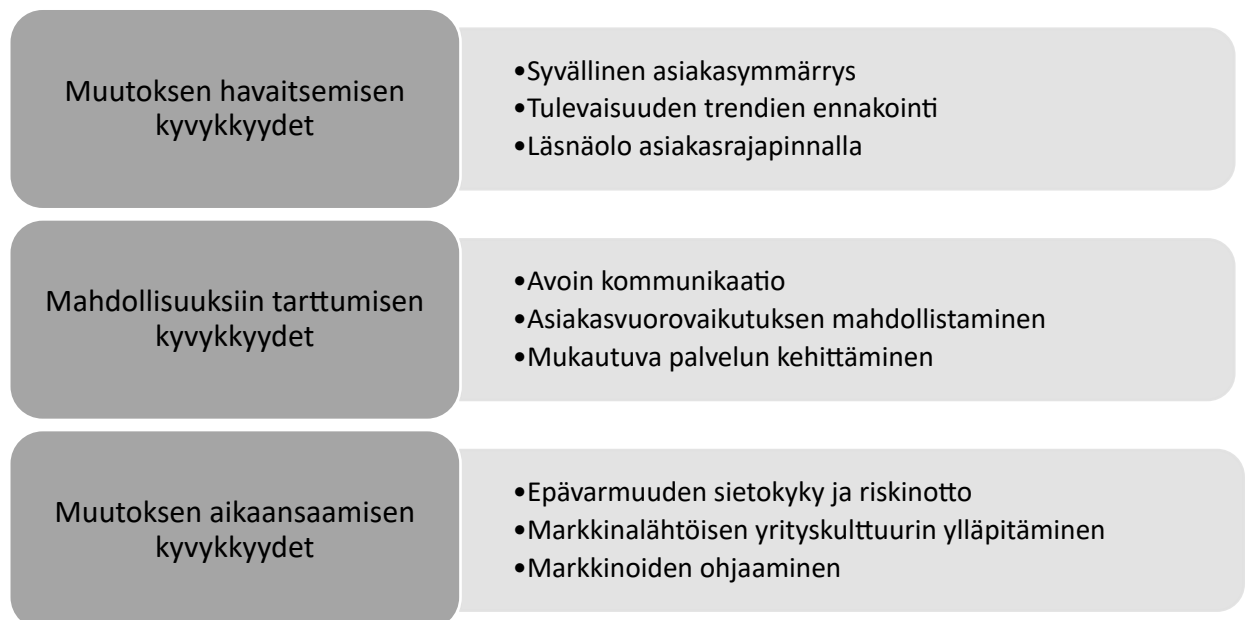 Muutoksen havaitsemisen
kyvykkyydet
•Syvällinen asiakasymmärrys
•Tulevaisuuden trendien ennakointi
•Läsnäolo asiakasrajapinnalla
Mahdollisuuksiin tarttumisen
kyvykkyydet
•Avoin kommunikaatio
•Asiakasvuorovaikutuksen mahdollistaminen
•Mukautuva palvelun kehittäminen
Muutoksen aikaansaamisen
kyvykkyydet
•Epävarmuuden sietokyky ja riskinotto
•Markkinalähtöisen yrityskulttuurin ylläpitäminen
•Markkinoiden ohjaaminen